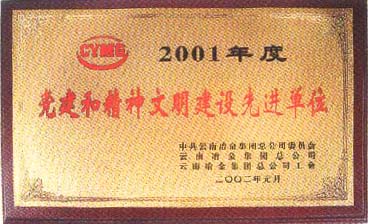 CYMG
2001年度
党建和精神文明建设先进单位
中共云南冶金集团总公司委员会
云南冶金集团总公司
云南冶金集团总公司工会
二〇〇二年元月